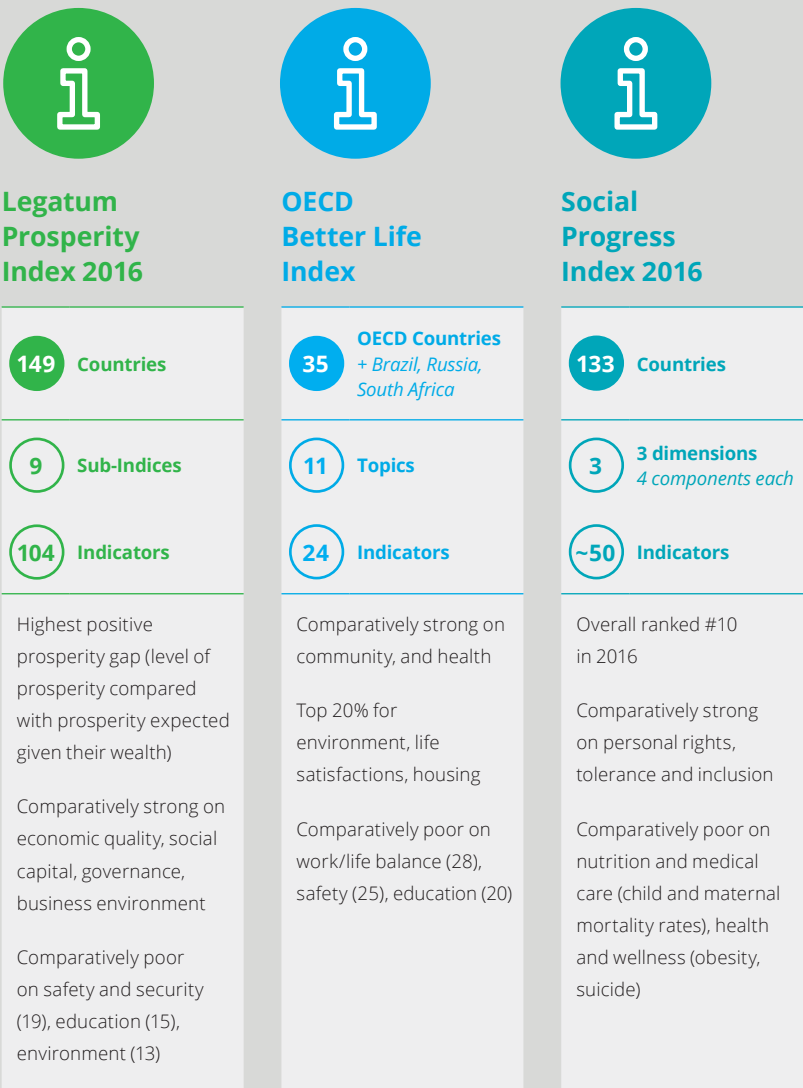 Legatum
Prosperity
Index 2016
149 Countries
9 Sub-Indices
104 Indicators
Highest positive
prosperity gap (level of
prosperity compared
with prosperity expected
given their wealth)
Comparatively strong on
economic quality, social
capital, governance,
business environment
Comparatively poor
on safety and security
(19), education (15),
environment (13)
OECD
Better Life
Index
35
OECD Countries
+ Brazil, Russia,
South Africa
11 Topics
24 Indicators
Comparatively strong on
community, and health
Top 20% for
environment, life
satisfactions, housing
Comparatively poor on
work/life balance (28),
safety (25), education (20)
Social
Progress
Index 2016
133 Countries
3
3 dimensions
4 components each
~50 Indicators
Overall ranked #10
in 2016
Comparatively strong
on personal rights,
tolerance and inclusion
Comparatively poor on
nutrition and medical
care (child and maternal
mortality rates), health
and wellness (obesity,
suicide)